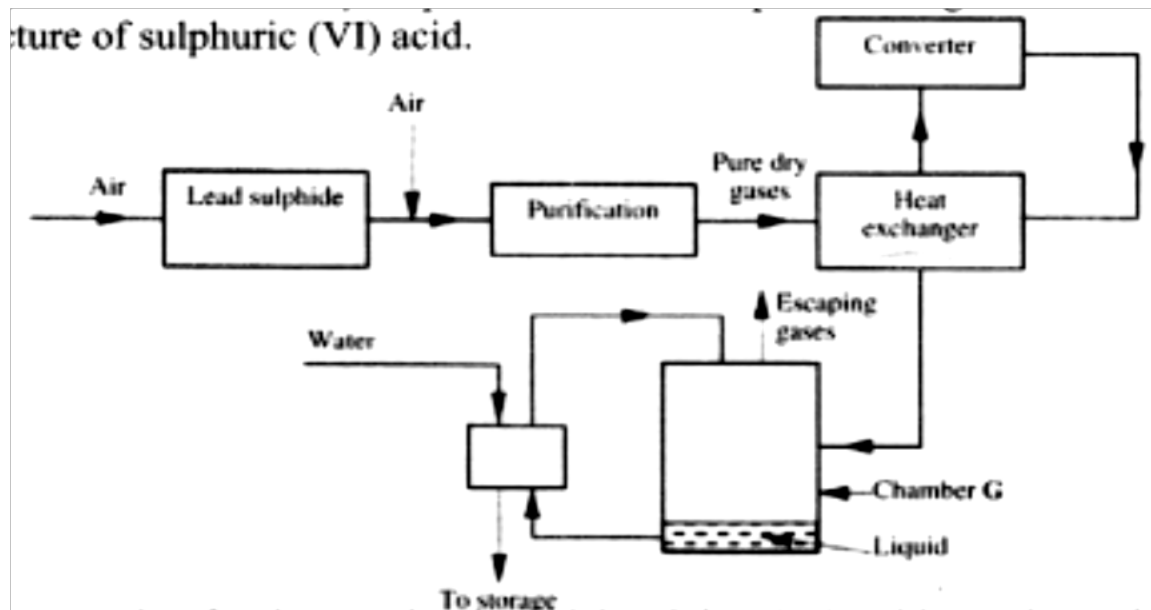 cture of sulphuric (VI) acid.
Converter
Air
Air
Lead sulphide
Purification
Pure dry
gases
Heat
exchanger
Escaping
gases
Water
Chamber G
Liquid
To storage